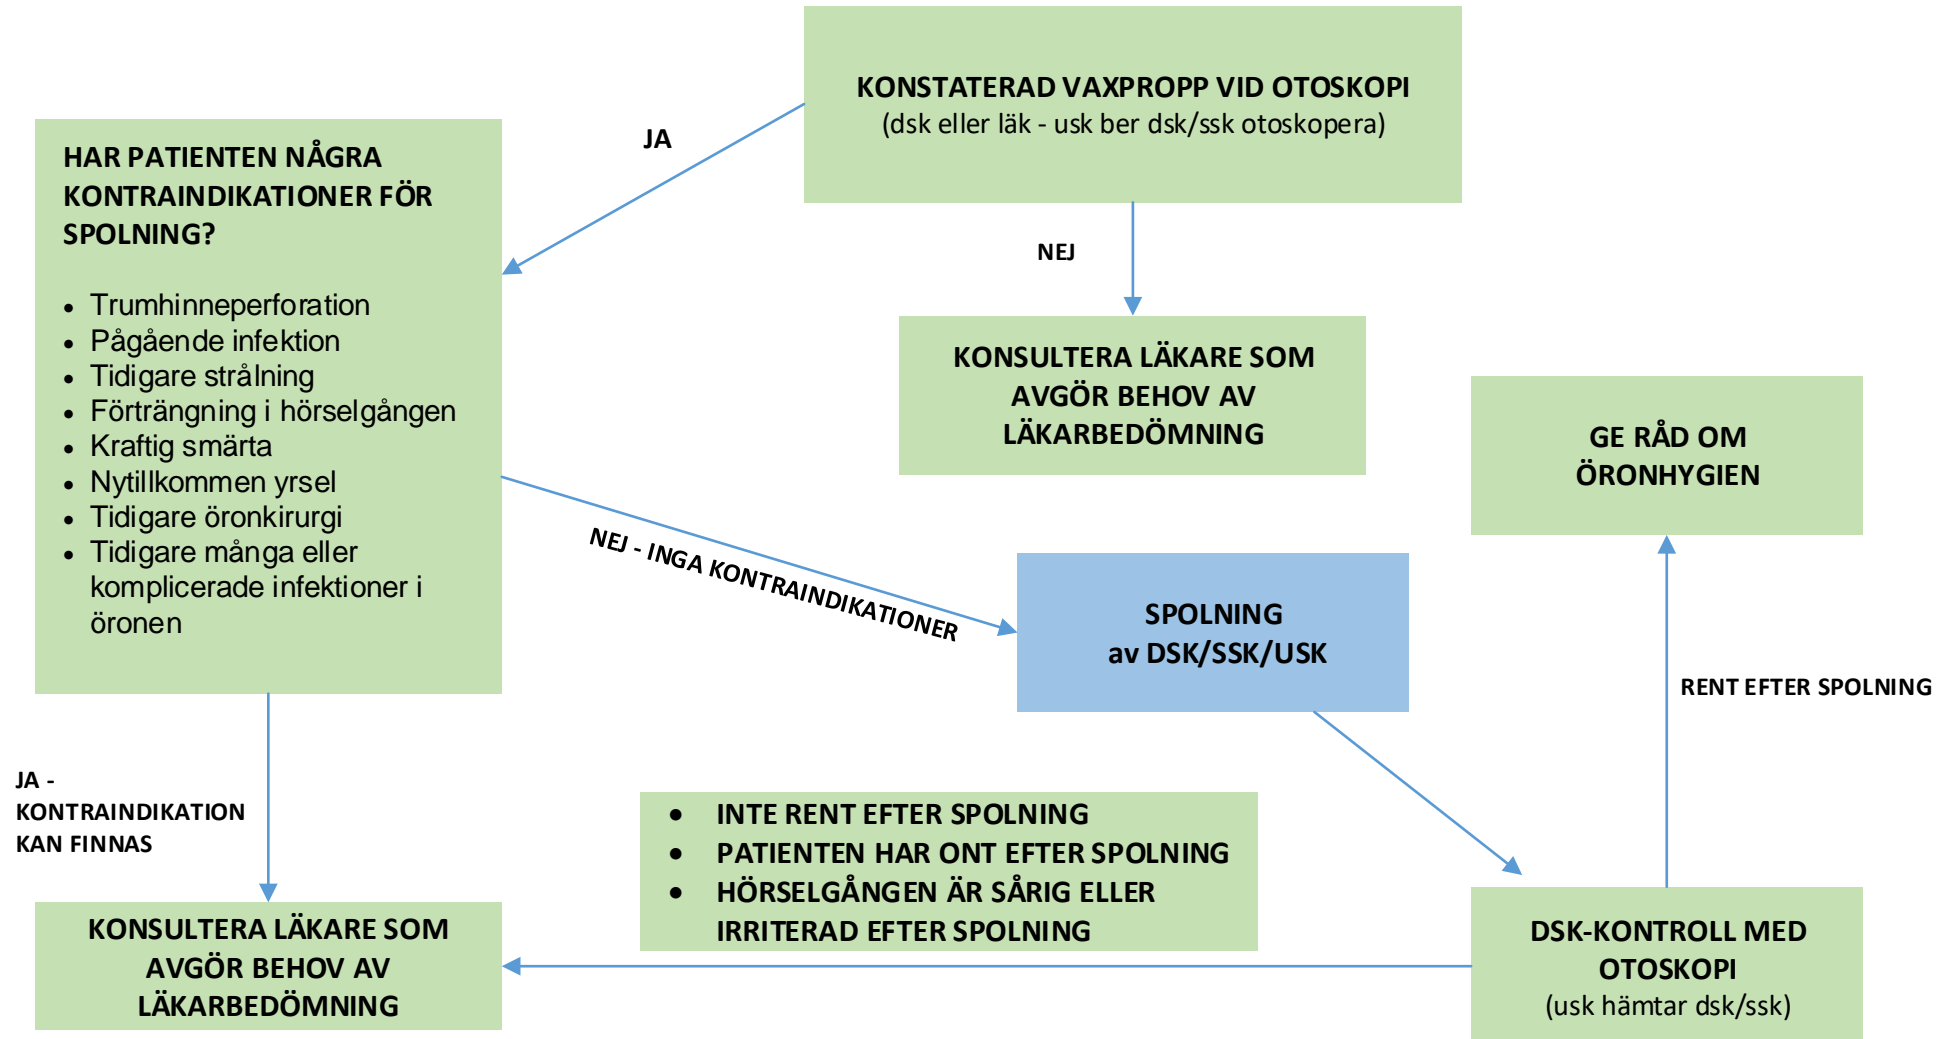 KONSTATERAD VAXPROPP VID OTOSKOPI
(dsk eller läk - usk ber dsk/ssk otoskopera)
JA
HAR PATIENTEN NÅGRA
KONTRAINDIKATIONER FÖR
SPOLNING?
• Trumhinneperforation
• Pågående infektion
• Tidigare strålning
• Förträngning i hörselgången
• Kraftig smärta
• Nytillkommen yrsel
• Tidigare öronkirurgi
• Tidigare många eller
komplicerade infektioner i
öronen
NEJ
KONSULTERA LÄKARE SOM
AVGÖR BEHOV AV
LÄKARBEDÖMNING
GE RÅD OM
ÖRONHYGIEN
NEJ - INGA KONTRAINDIKATIONER
SPOLNING
av DSK/SSK/USK
RENT EFTER SPOLNING
JA -
KONTRAINDIKATION
KAN FINNAS
• INTE RENT EFTER SPOLNING
• PATIENTEN HAR ONT EFTER SPOLNING
• HÖRSELGÅNGEN ÄR SÅRIG ELLER
IRRITERAD EFTER SPOLNING
KONSULTERA LÄKARE SOM
AVGÖR BEHOV AV
LÄKARBEDÖMNING
DSK-KONTROLL MED
OTOSKOPI
(usk hämtar dsk/ssk)